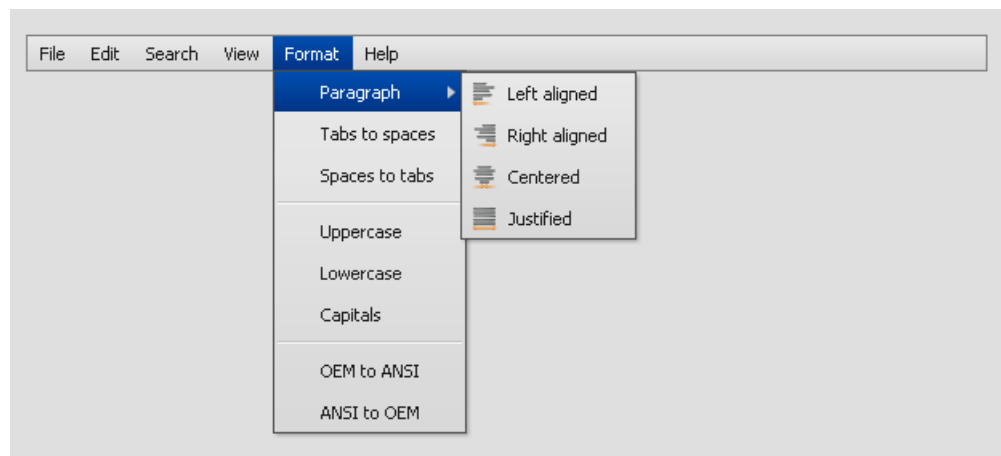 File Edit Search View Format Help
Paragraph
Tabs to spaces
Spaces to tabs
Uppercase
Lowercase
Capitals
OEM to ANSI
ANSI to OEM
Left aligned
Right aligned
Centered
Justified